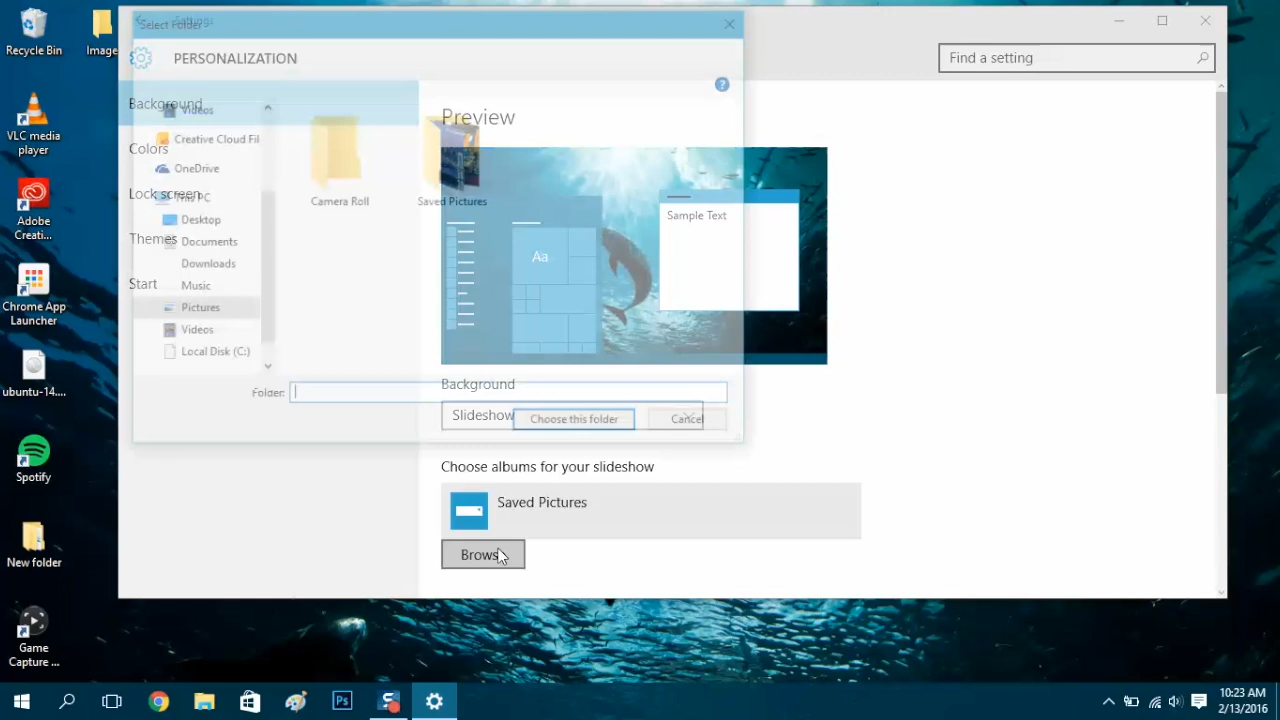 Recycle Bin
Image
VLC media
player
Adobe
Creati...
Chrome App
Launcher
ubuntu-14....
Spotify
New folder
Game
Capture ...
Select Folder
Settings
PERSONALIZATION
Find a setting
Background
Colors
Lock screen
Themes
Start
Videos
Creative Cloud Fil
OneDrive
This PC
Desktop
Documents
Downloads
Music
Pictures
Videos
Local Disk (C:)
Camera Roll
Saved Pictures
Folder:
Choose this folder
Cancel
Preview
Sample Text
Aa
Background
Slideshow
Choose albums for your slideshow
Saved Pictures
Brows
Ps
S
10:23 AM
2/13/2016